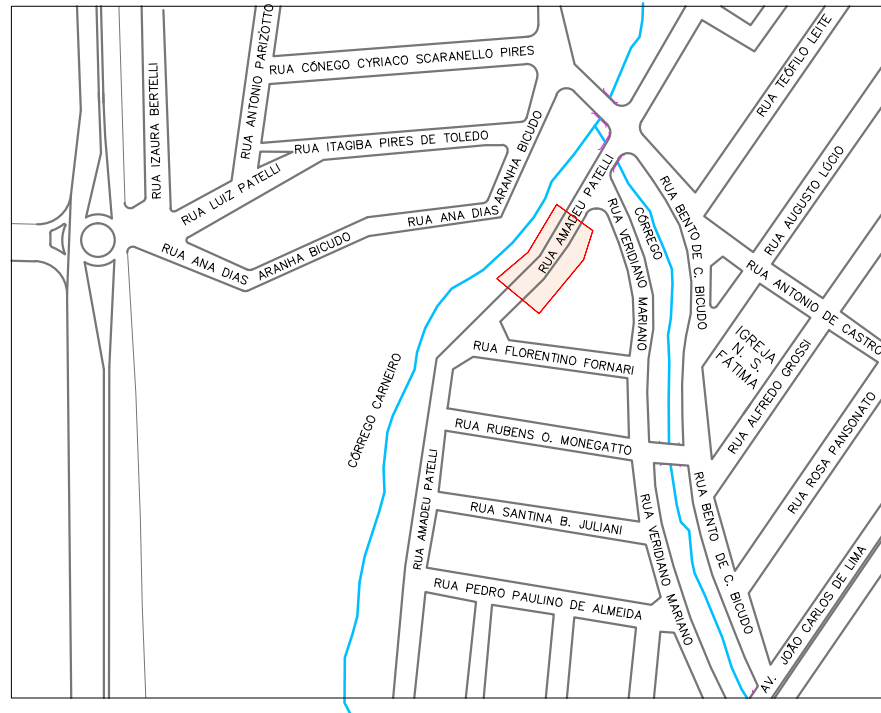 RUA CÔNEGO CYRIACO SCARANELLO PIRES
RUA ANTONIO PARIZOTTO
RUA IZAURA BERTELLI
RUA TEÓFILO LEITE
RUA ITAGIBA PIRES DE TOLEDO
RUA LUIZ PATELLI
RUA ANA DIAS ARANHA BICUDO
RUA ANA DIAS ARANHA BICUDO
RUA AMADEU PATELLI
RUA VERIDIANO MARIANO
CÓRREGO
RUA BENTO DE C. BICUDO
RUA AUGUSTO LÚCIO
RUA ANTONIO DE CASTRO
IGREJA
N. S.
FÁTIMA
RUA ALFREDO GROSSI
RUA FLORENTINO FORNARI
CÓRREGO CARNEIRO
RUA RUBENS O. MONEGATTO
RUA ROSA PANSONATO
RUA AMADEU PATELLI
RUA SANTINA B. JULIANI
RUA VERIDIANO MARIANO
RUA BENTO DE C. BICUDO
RUA PEDRO PAULINO DE ALMEIDA
AV. JOÃO CARLOS DE LIMA